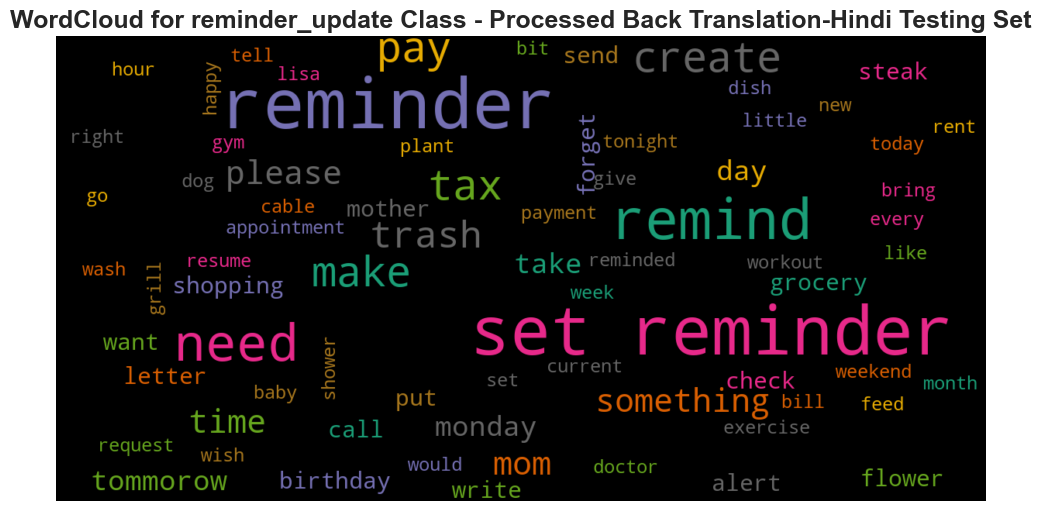 WordCloud for reminder_update Class - Processed Back Translation-Hindi Testing Set
pay
bit
send
create
tell
hour
lisa
happy
steak
reminder
dish
new
little
forget
rent
right
gym
plant
tonight
today
please
dog
tax
give
day
bring
go
cable
mother
payment
remind
every
appointment
trash
wash
resume
make
take
reminded
workout
like
grill
shopping
week
grocery
need
set reminder
want
shower
current
letter
set
check
weekend
month
baby
put
something
bill
feed
time
call
monday
exercise
request
wish
would
mom
doctor
tommorow
birthday
write
alert
flower